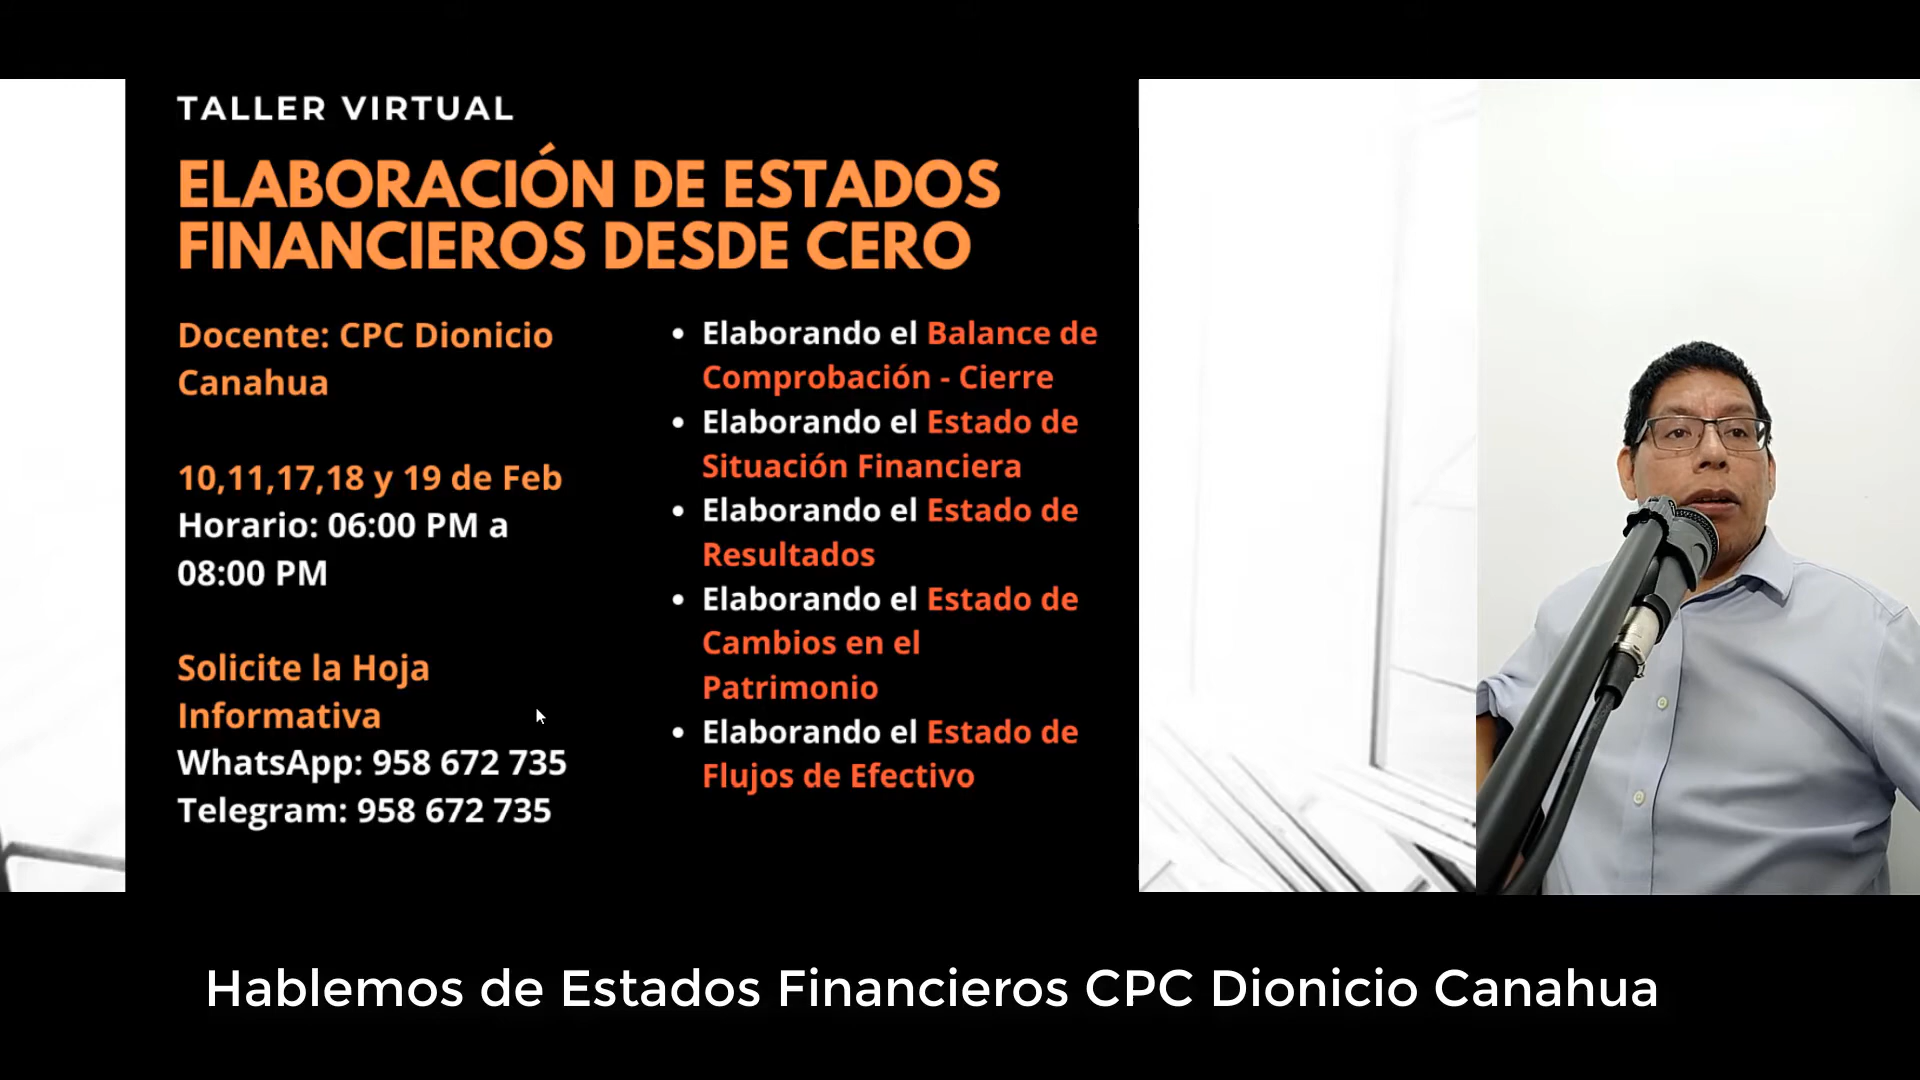 TALLER VIRTUAL
ELABORACIÓN DE ESTADOS
FINANCIEROS DESDE CERO
Docente: CPC Dionicio
Canahua
10,11,17,18 y 19 de Feb
Horario: 06:00 PM a
08:00 PM
Solicite la Hoja
Informativa
WhatsApp: 958 672 735
Telegram: 958 672 735
• Elaborando el Balance de
Comprobación - Cierre
• Elaborando el Estado de
Situación Financiera
• Elaborando el Estado de
Resultados
• Elaborando el Estado de
Cambios en el
Patrimonio
• Elaborando el Estado de
Flujos de Efectivo
Hablemos de Estados Financieros CPC Dionicio Canahua